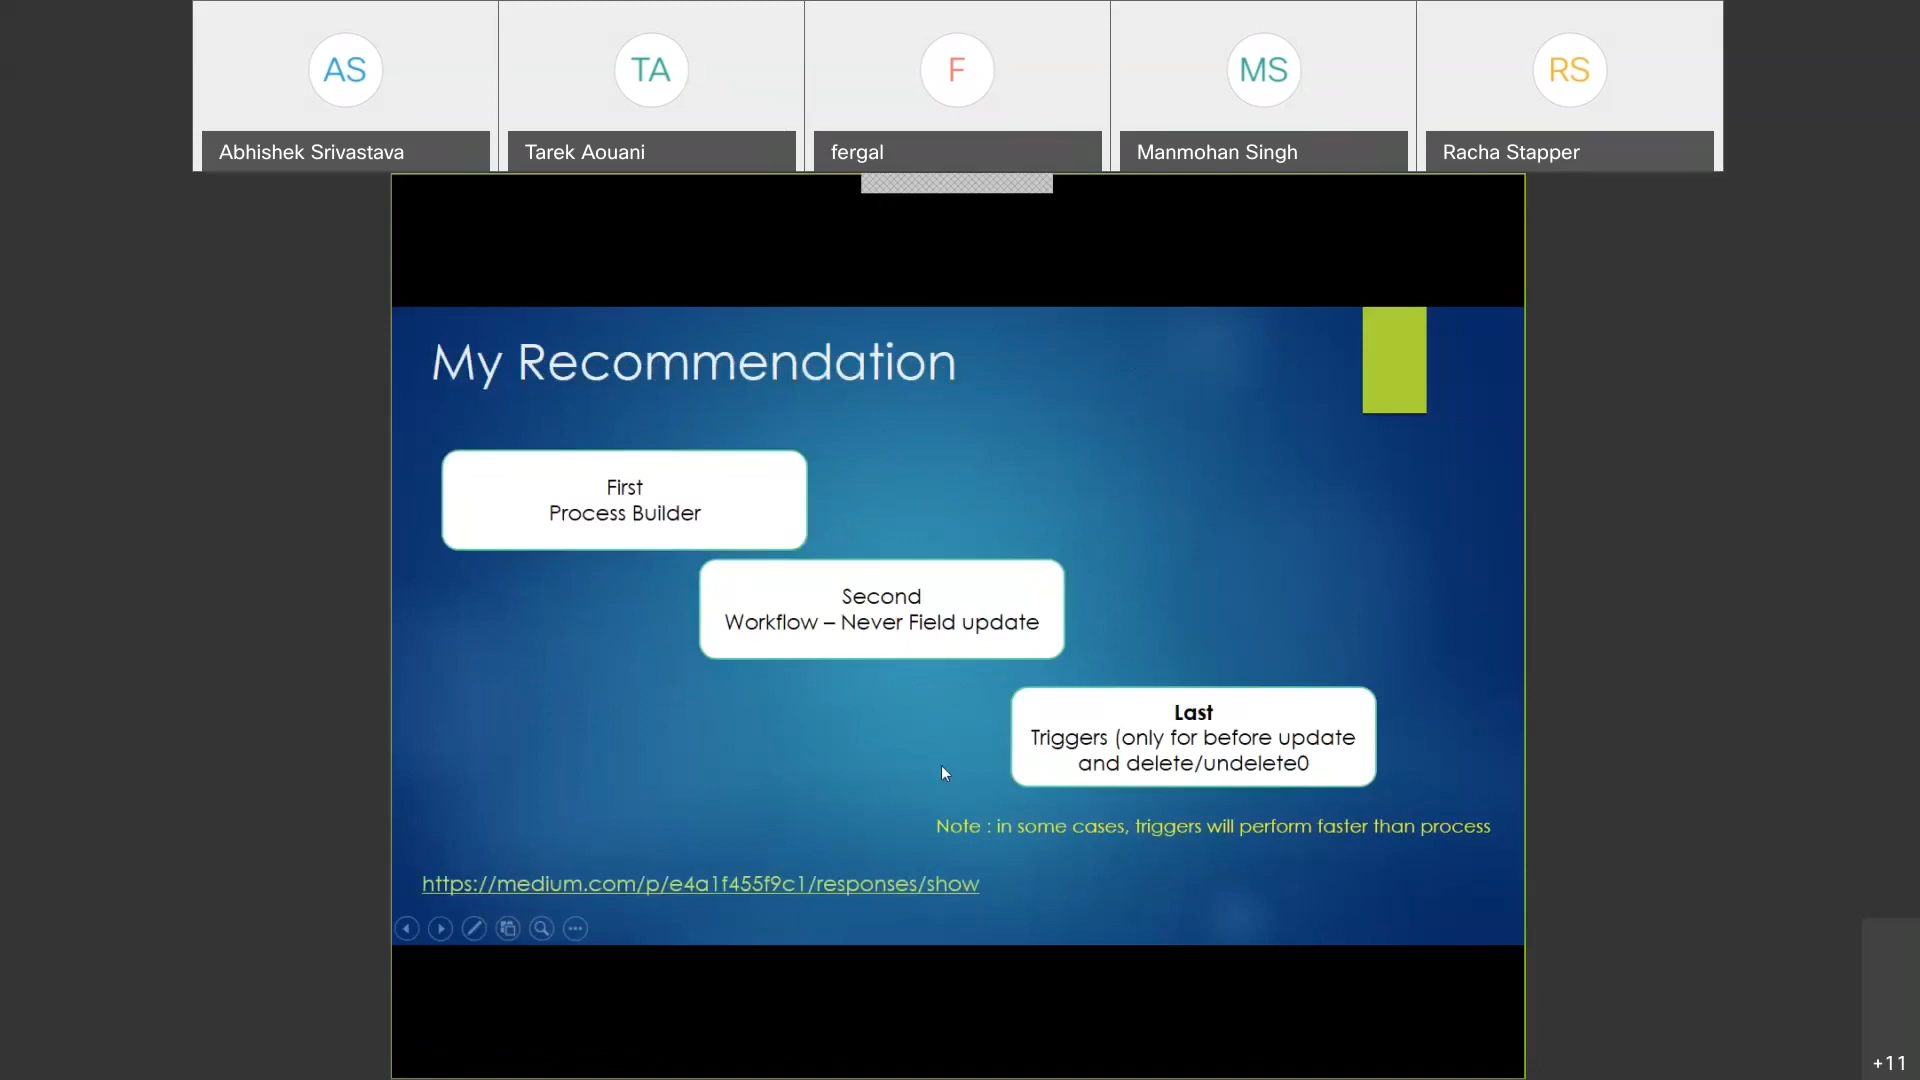 AS
TA
F
MS
RS
Abhishek Srivastava
Tarek Aouani
fergal
Manmohan Singh
Racha Stapper
My Recommendation
First
Process Builder
Second
Workflow – Never Field update
Last
Triggers (only for before update
and delete/undelete0
Note : in some cases, triggers will perform faster than process
https://medium.com/p/e4a1f455f9c1/responses/show
+11